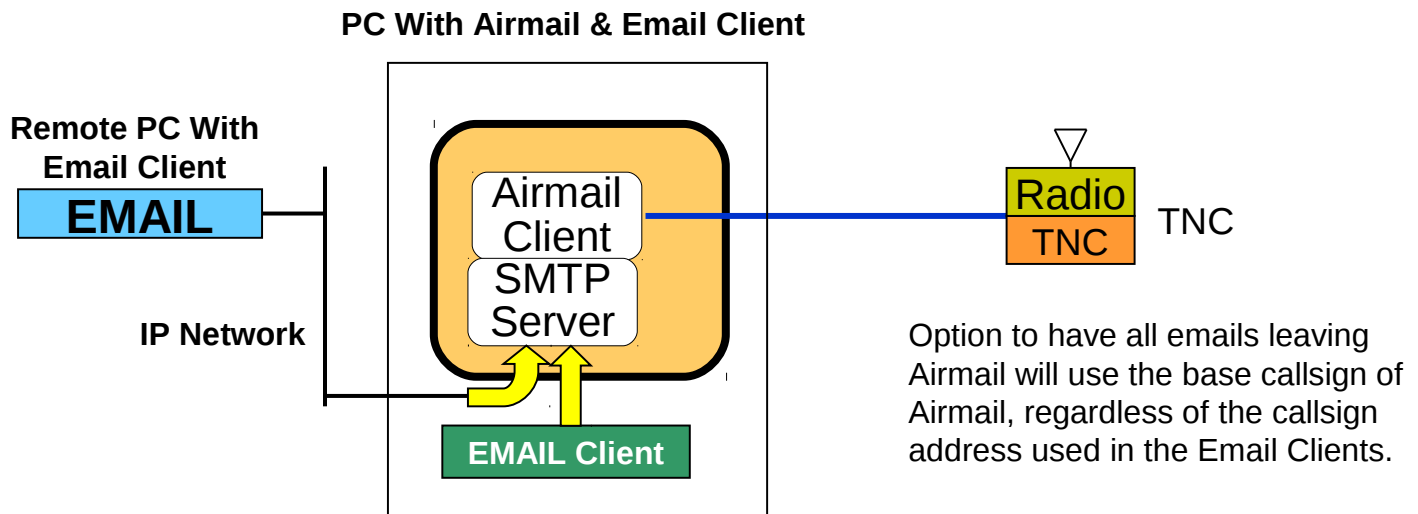 PC With Airmail & Email Client
Remote PC With
Email Client
EMAIL
IP Network
Airmail
Client
SMTP
Server
EMAIL Client
Radio
TNC
TNC
Option to have all emails leaving
Airmail will use the base callsign of
Airmail, regardless of the callsign
address used in the Email Clients.